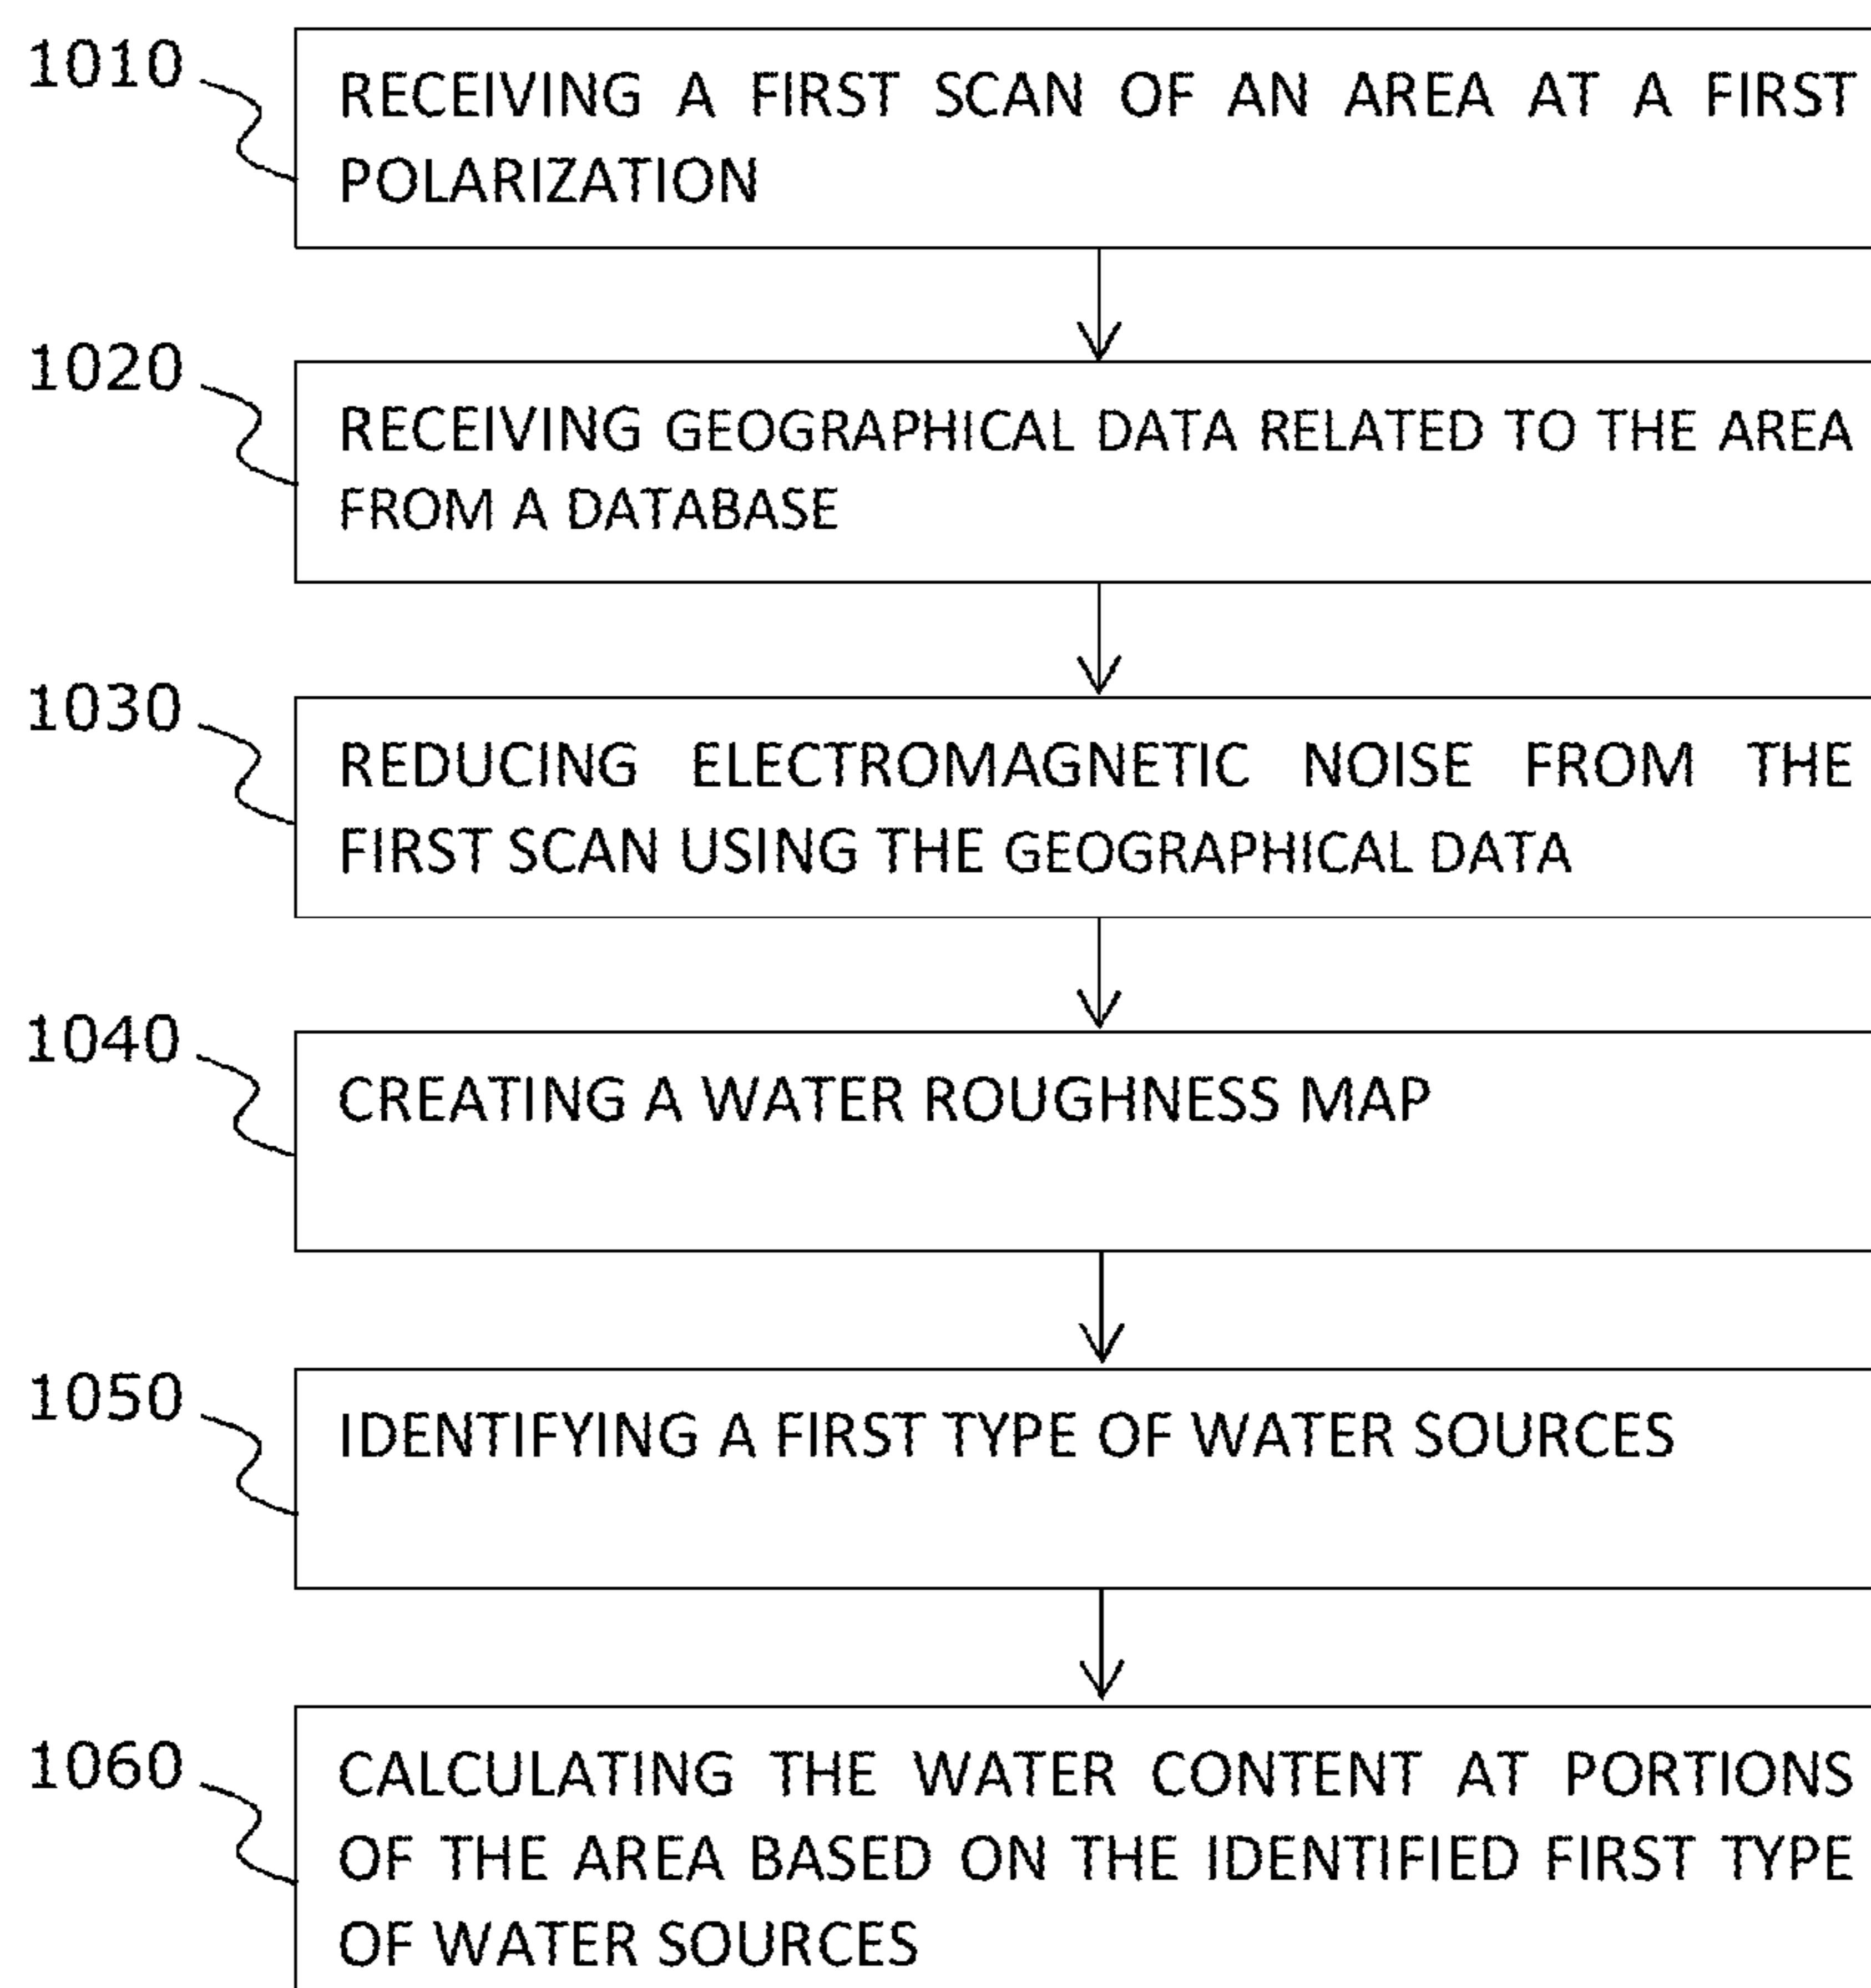 1010
RECEIVING A FIRST SCAN OF AN AREA AT A FIRST
POLARIZATION
1020
RECEIVING GEOGRAPHICAL DATA RELATED TO THE AREA
FROM A DATABASE
1030
REDUCING ELECTROMAGNETIC NOISE FROM THE
FIRST SCAN USING THE GEOGRAPHICAL DATA
1040
CREATING A WATER ROUGHNESS MAP
1050
IDENTIFYING A FIRST TYPE OF WATER SOURCES
1060
CALCULATING THE WATER CONTENT AT PORTIONS
OF THE AREA BASED ON THE IDENTIFIED FIRST TYPE
OF WATER SOURCES